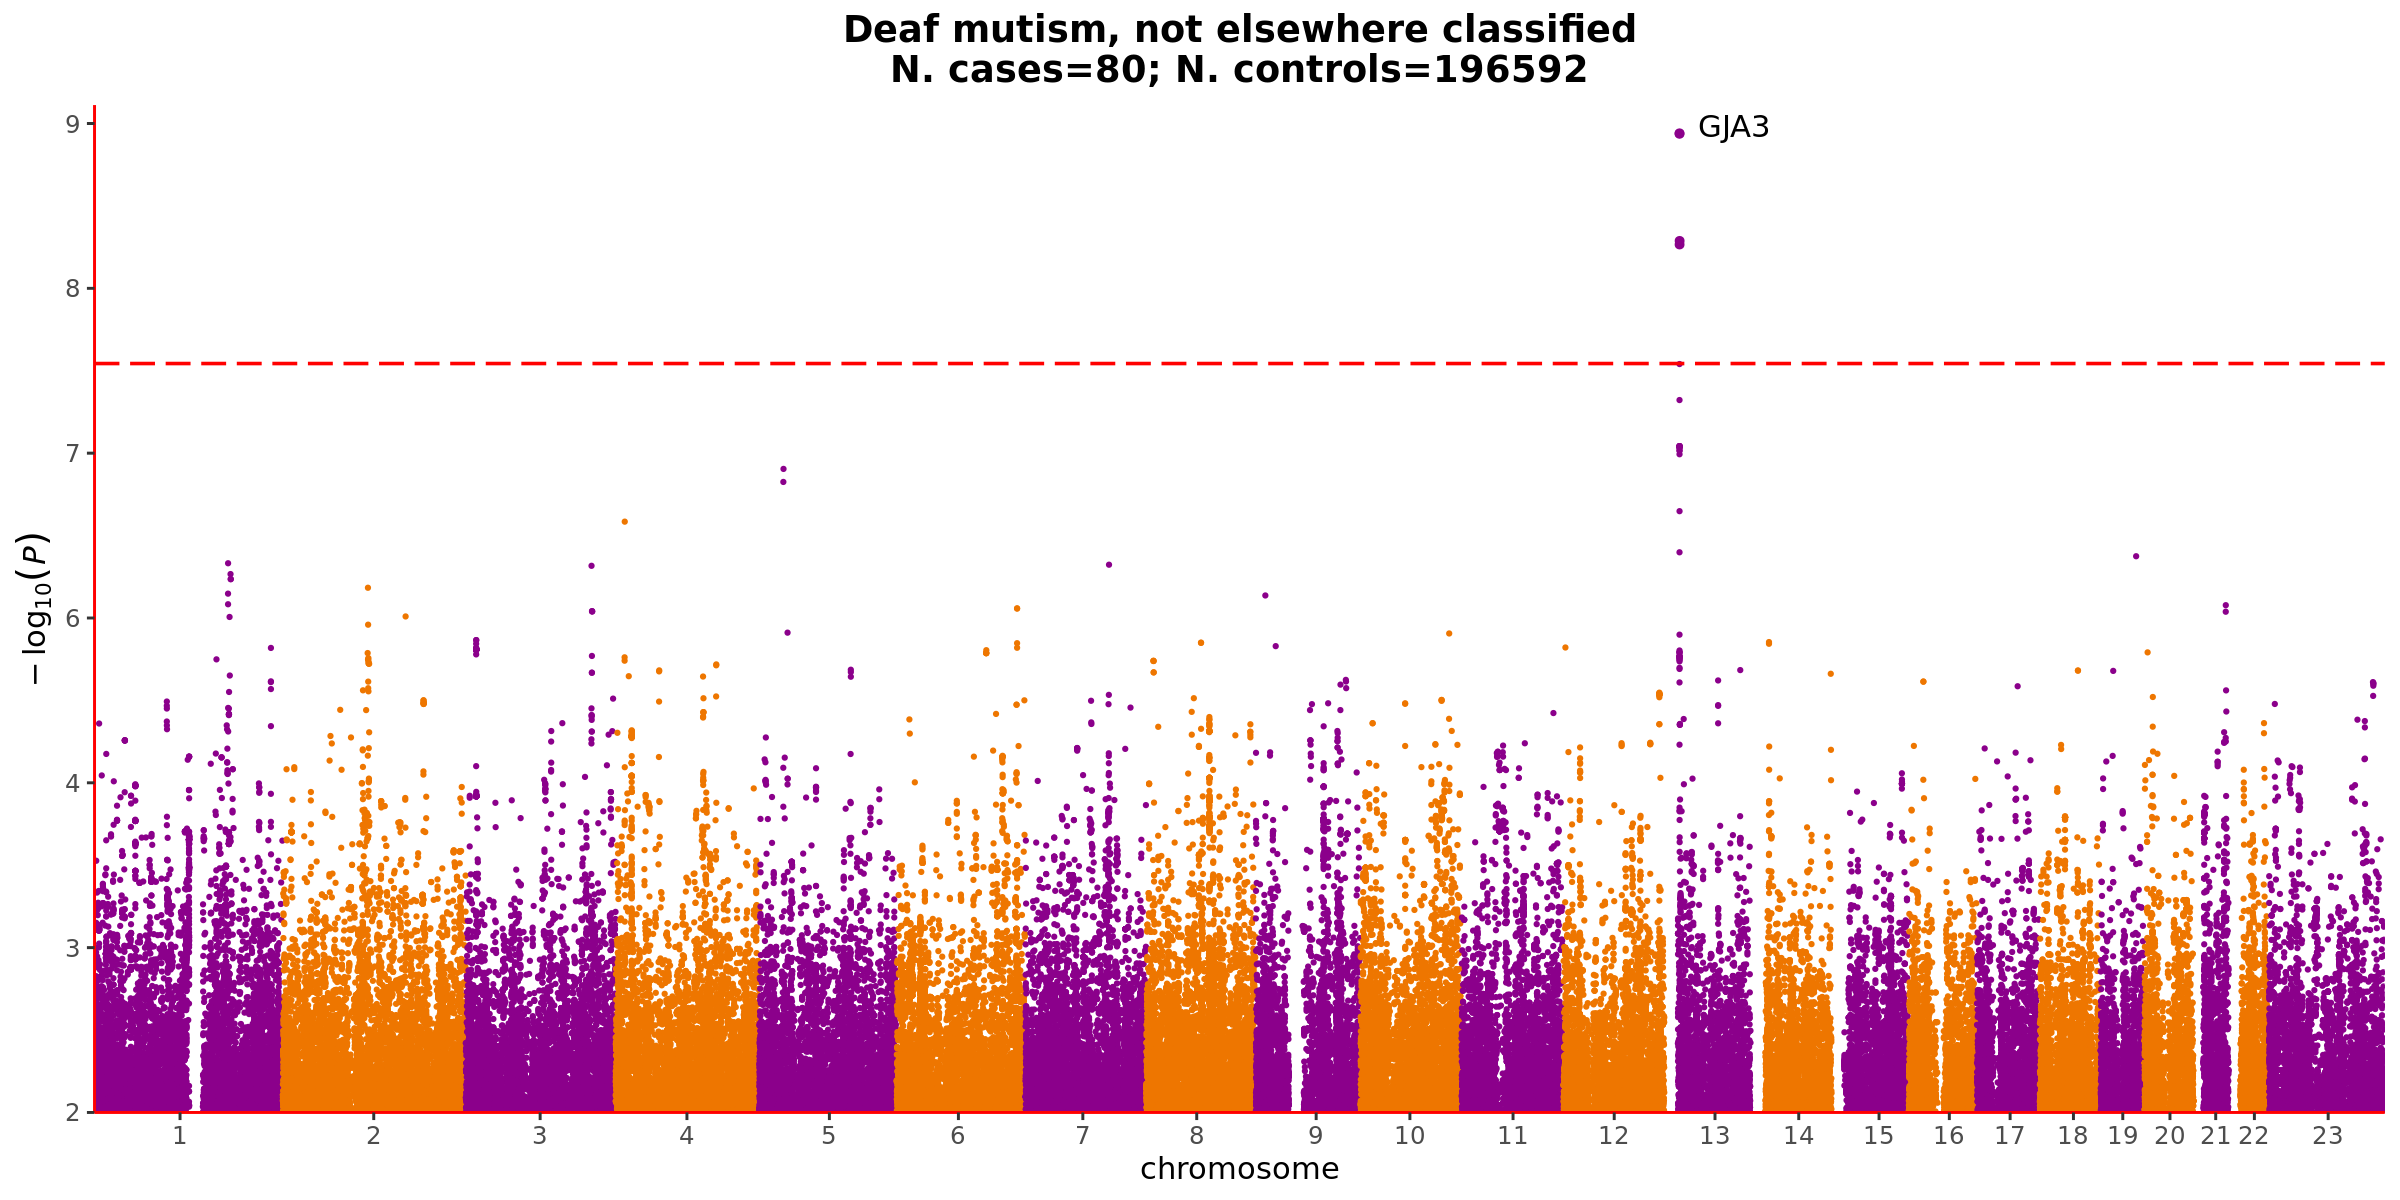 Deaf mutism, not elsewhere classified
N. cases=80; N. controls=196592
9
GJA3
8
7
6
4
3
2
− log10(P)
1 2 3 4 5 6 7 8 9 10 11 12 13 14 15 16 17 18 19 20 21 22 23
chromosome